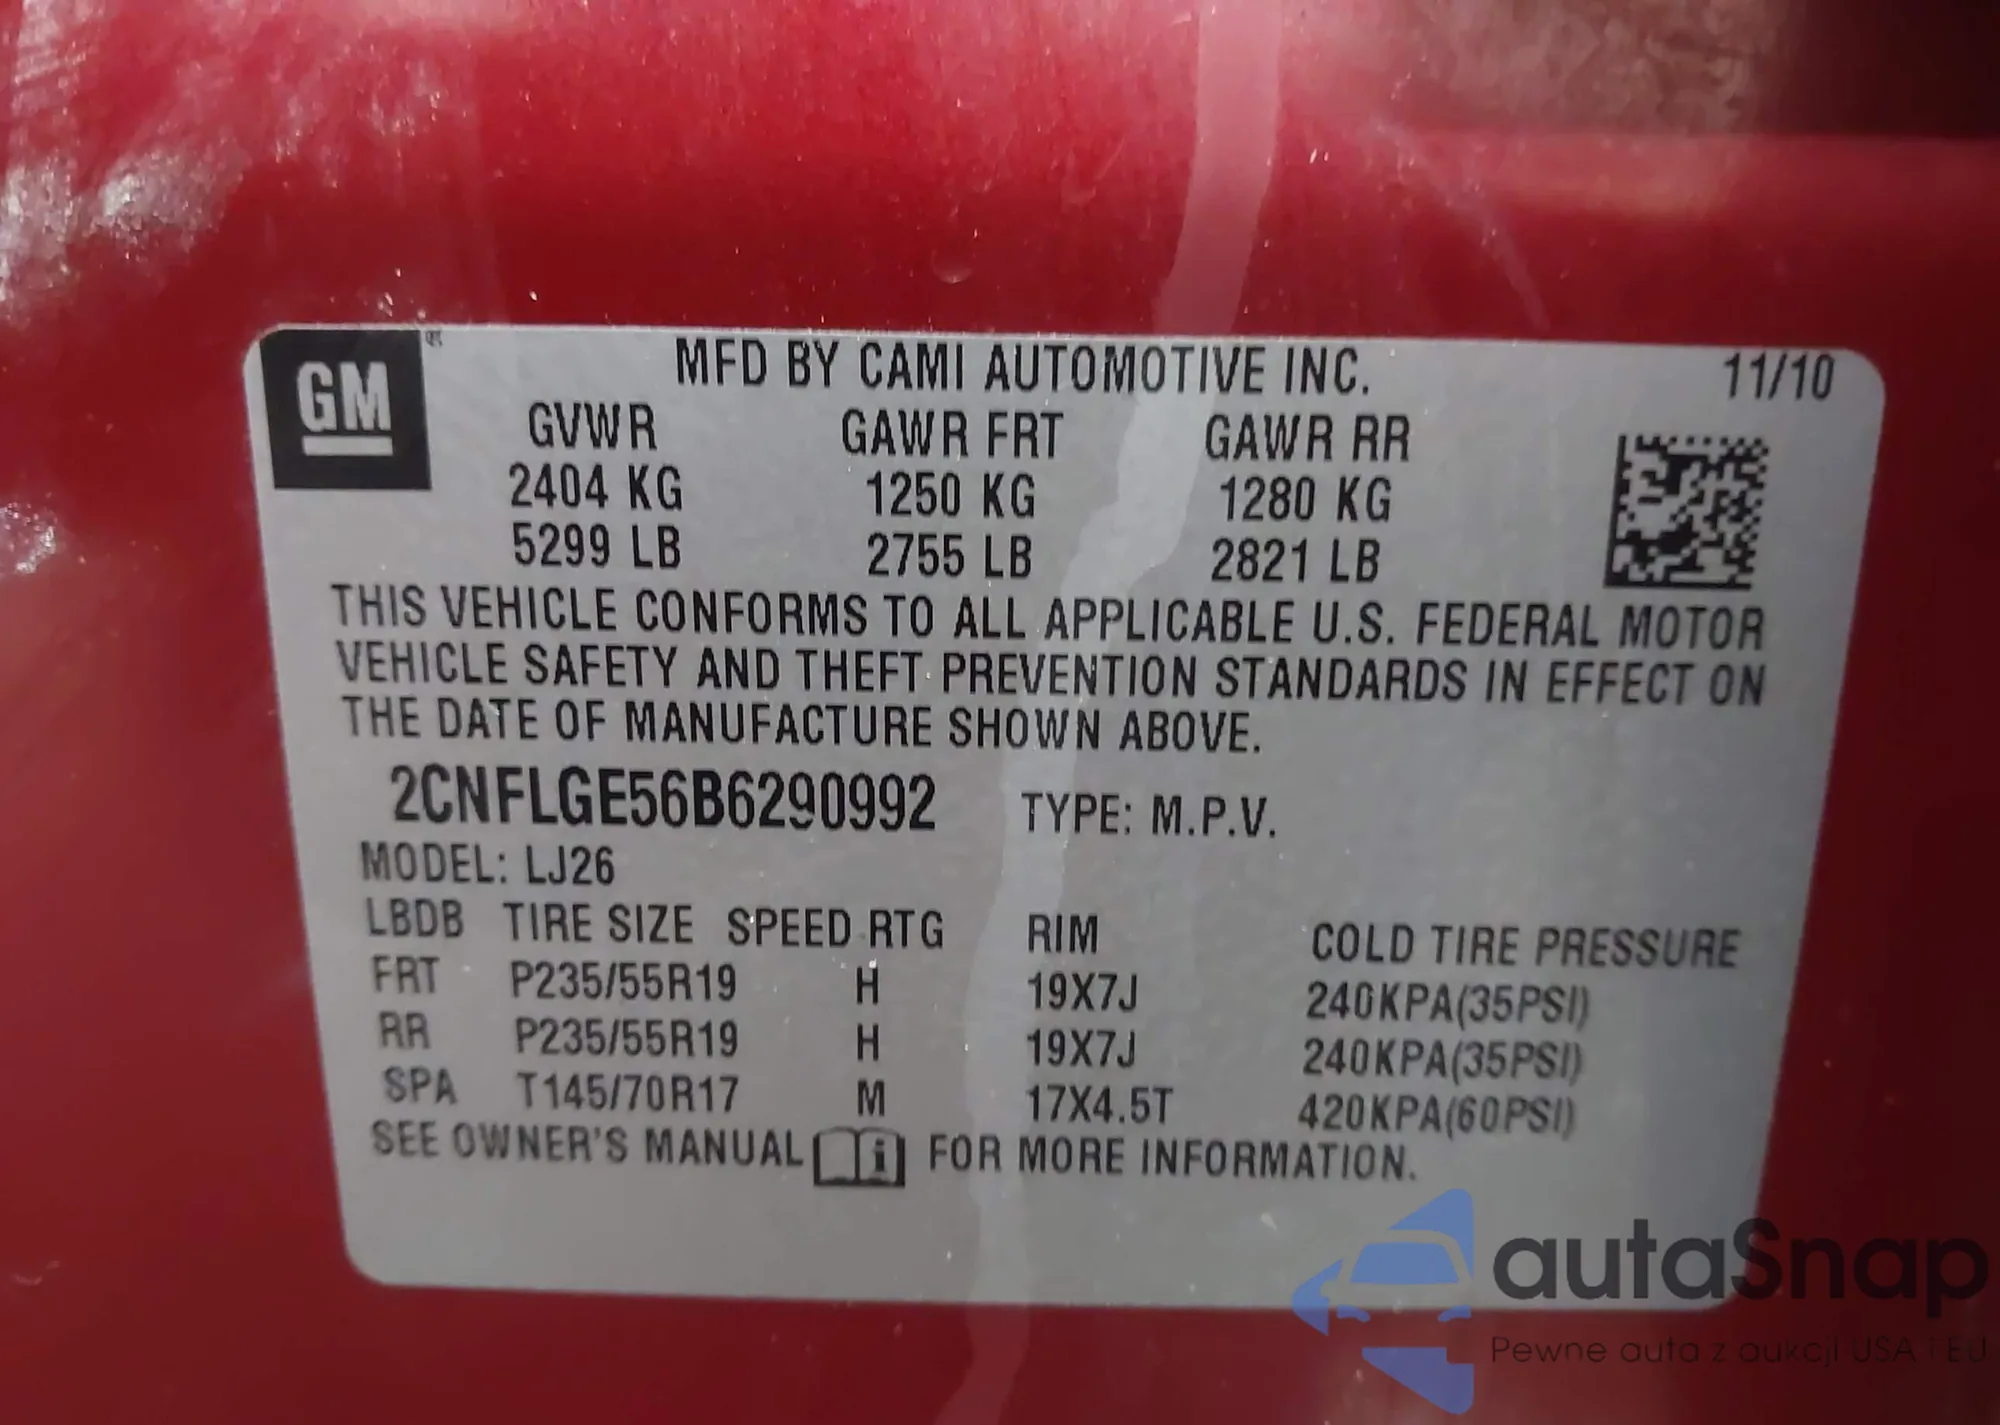 GM
MFD BY CAMI AUTOMOTIVE INC. 11/10
GVWR GAWR FRT GAWR RR
2404 KG 1250 KG 1280 KG
5299 LB 2755 LB 2821 LB
THIS VEHICLE CONFORMS TO ALL APPLICABLE U.S. FEDERAL MOTOR
VEHICLE SAFETY AND THEFT PREVENTION STANDARDS IN EFFECT ON
THE DATE OF MANUFACTURE SHOWN ABOVE.
2CNFLGE56B6290992 TYPE: M.P.V.
MODEL: LJ26
LBDB TIRE SIZE SPEED RTG RIM COLD TIRE PRESSURE
FRT P235/55R19 H 19X7J 240KPA(35PSI)
RR P235/55R19 H 19X7J 240KPA(35PSI)
SPA T145/70R17 M 17X4.5T 420KPA(60PSI)
SEE OWNER'S MANUAL i FOR MORE INFORMATION.
autaSnap
Pewne auta z aukcji USA i EU